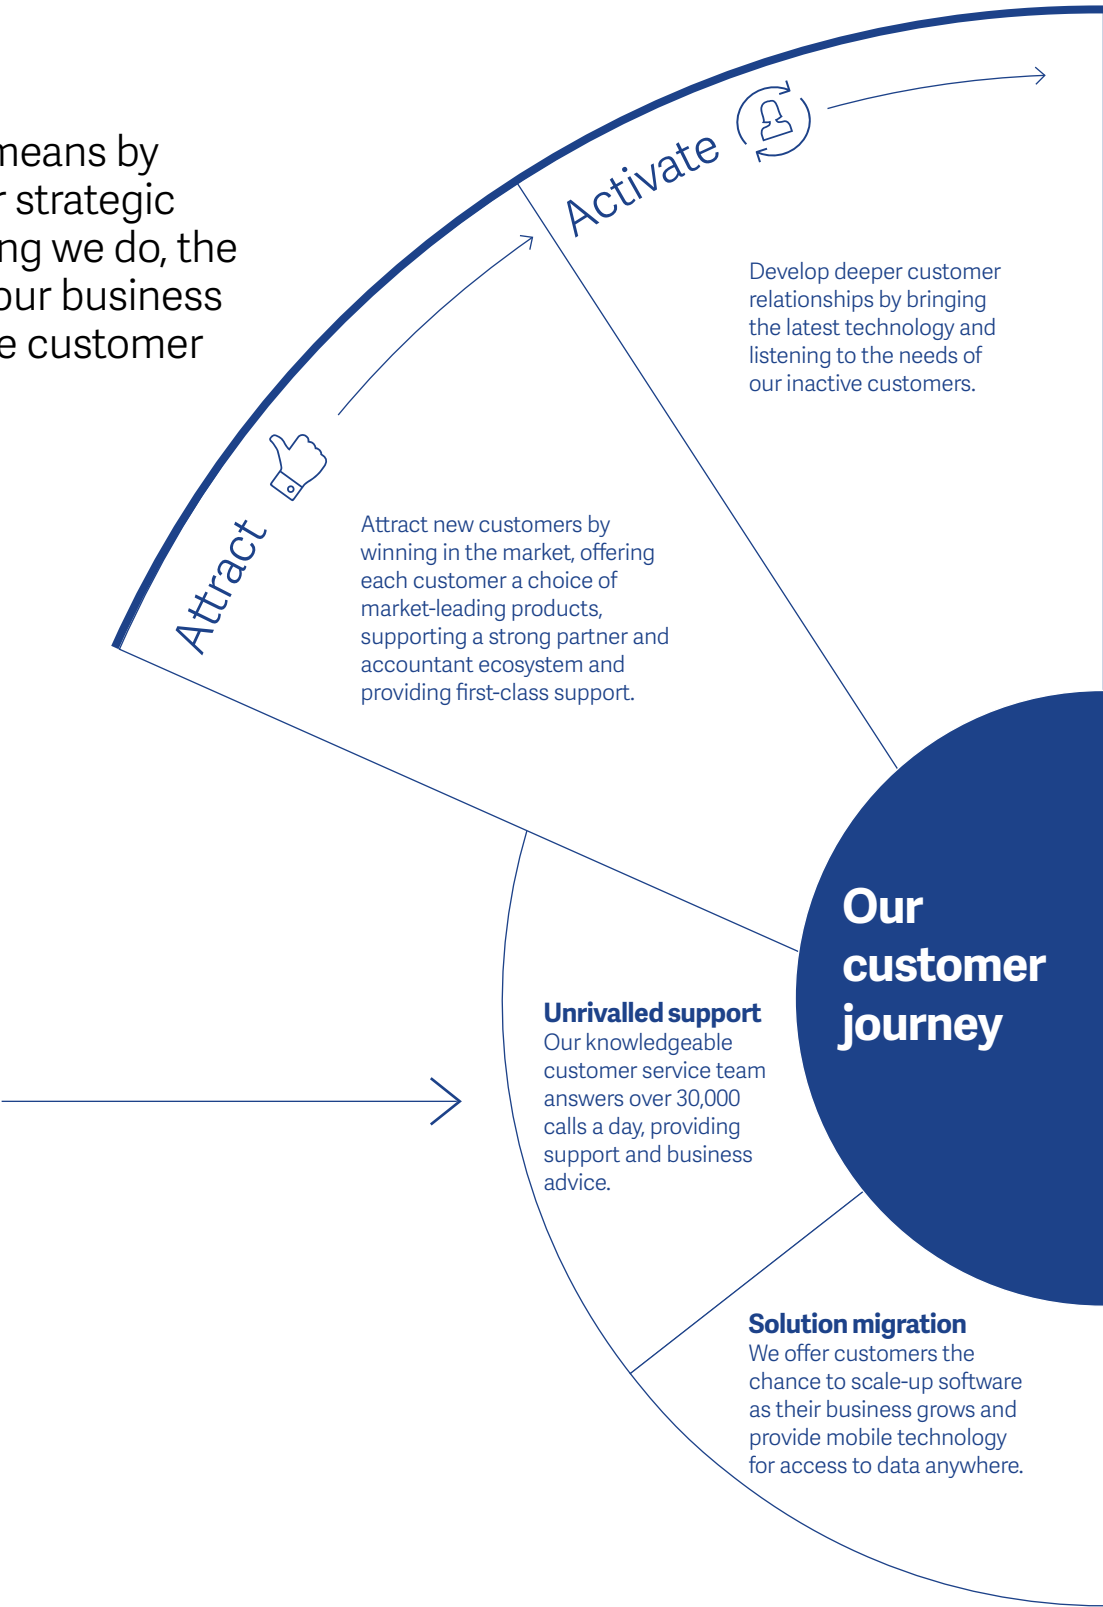 means by
strategic
we do, the
our business
customer
Activate
Develop deeper customer
relationships by bringing
the latest technology and
listening to the needs of
our inactive customers.
Attract
Attract new customers by
winning in the market, offering
each customer a choice of
market-leading products,
supporting a strong partner and
accountant ecosystem and
providing first-class support.
Our
customer
journey
Unrivalled support
Our knowledgeable
customer service team
answers over 30,000
calls a day, providing
support and business
advice.
Solution migration
We offer customers the
chance to scale-up software
as their business grows and
provide mobile technology
for access to data anywhere.